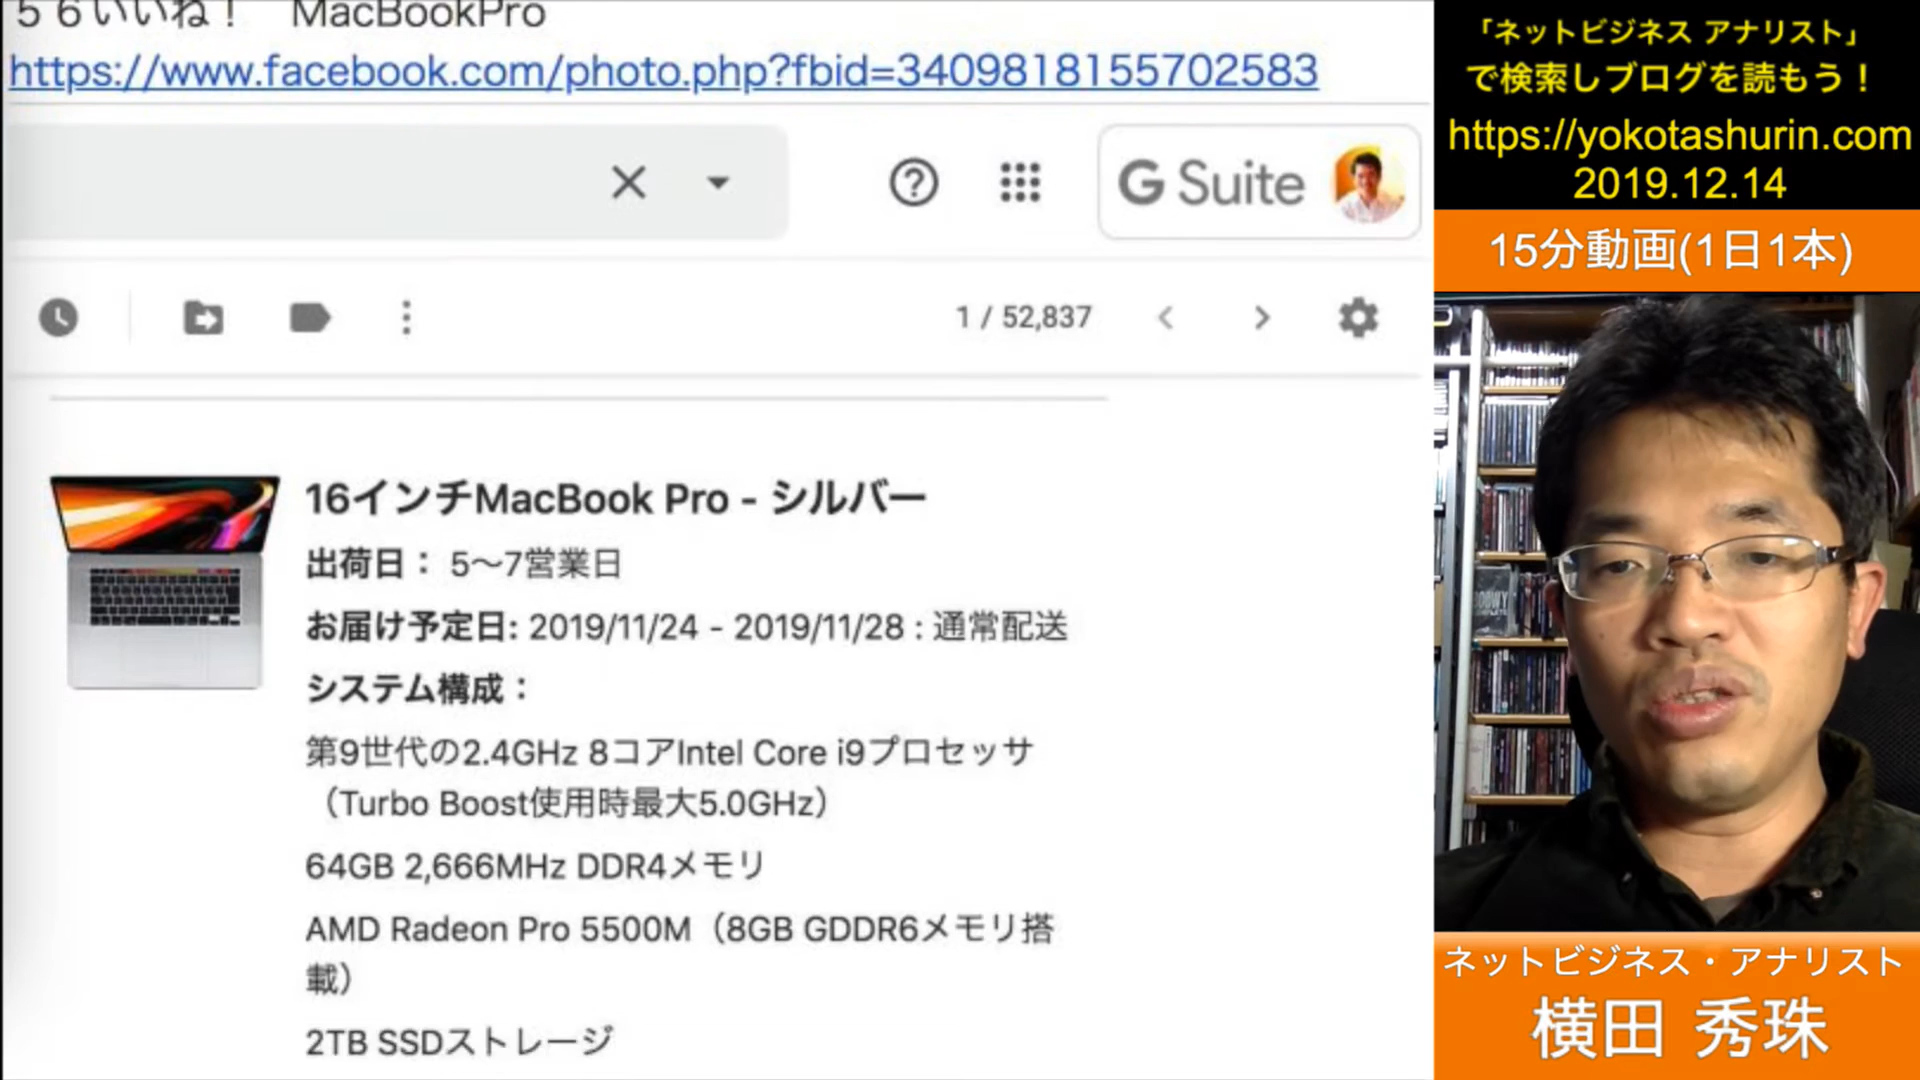 ５６いいね！　MacBookPro
https://www.facebook.com/photo.php?fbid=3409818155702583
G Suite
1 / 52,837
16インチMacBook Pro - シルバー
出荷日： 5〜7営業日
お届け予定日: 2019/11/24 - 2019/11/28 : 通常配送
システム構成：
第9世代の2.4GHz 8コアIntel Core i9プロセッサ
（Turbo Boost使用時最大5.0GHz）
64GB 2,666MHz DDR4メモリ
AMD Radeon Pro 5500M（8GB GDDR6メモリ搭
載）
2TB SSDストレージ
「ネットビジネス アナリスト」
で検索しブログを読もう！
https://yokotashurin.com
2019.12.14
15分動画(1日1本)
BOOWY
ネットビジネス・アナリスト
横田 秀珠